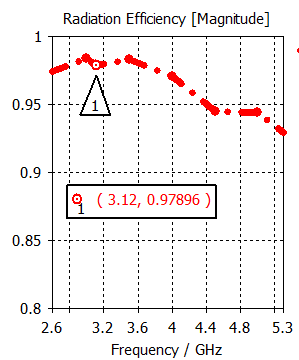 Radiation Efficiency [Magnitude]
1
0.95
0.9
0.85
0.8
1
1 ( 3.12, 0.97896 )
2.6 3.2 3.6 4 4.4 4.8 5.3
Frequency / GHz